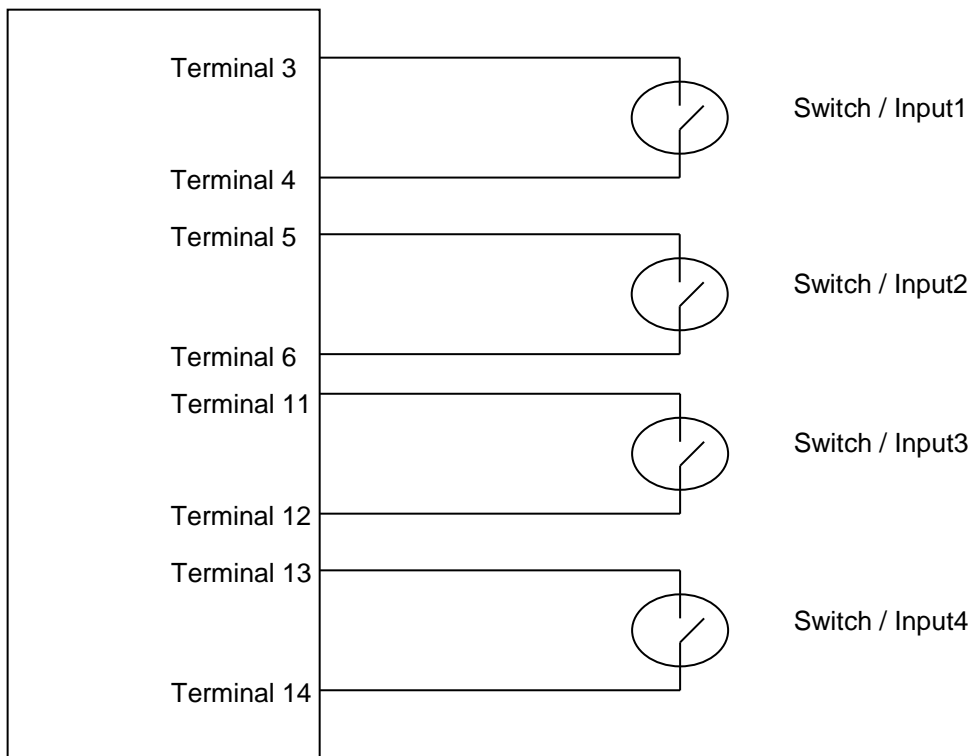 Terminal 3
Switch / Input1
Terminal 4
Terminal 5
Switch / Input2
Terminal 6
Terminal 11
Switch / Input3
Terminal 12
Terminal 13
Switch / Input4
Terminal 14